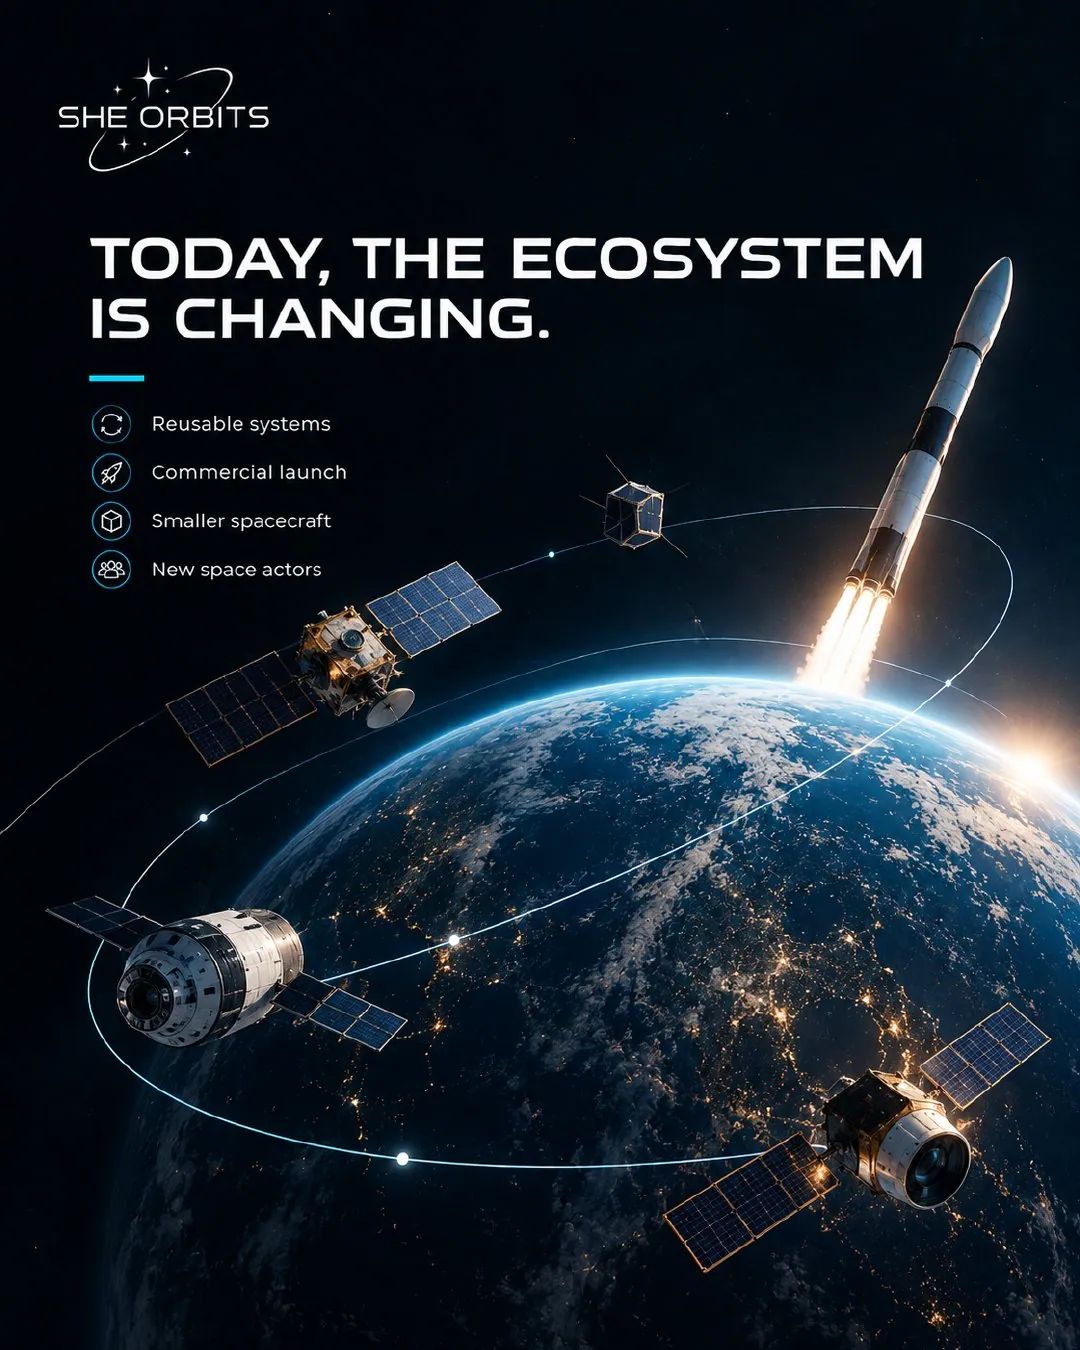 SHE ORBITS
TODAY, THE ECOSYSTEM
IS CHANGING.
Reusable systems
Commercial launch
Smaller spacecraft
New space actors